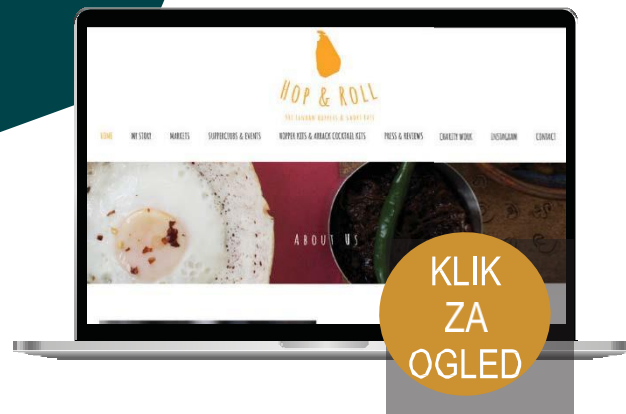 HOP & ROLL
HOME MY STORY MARKETS SUPPERCLUBS & EVENTS HOPPER KITS & ARRACK COCKTAIL KITS PRESS & REVIEWS CHARITY WORK INSTAGRAM CONTACT
ABOUT US
KLIK
ZA
OGLED